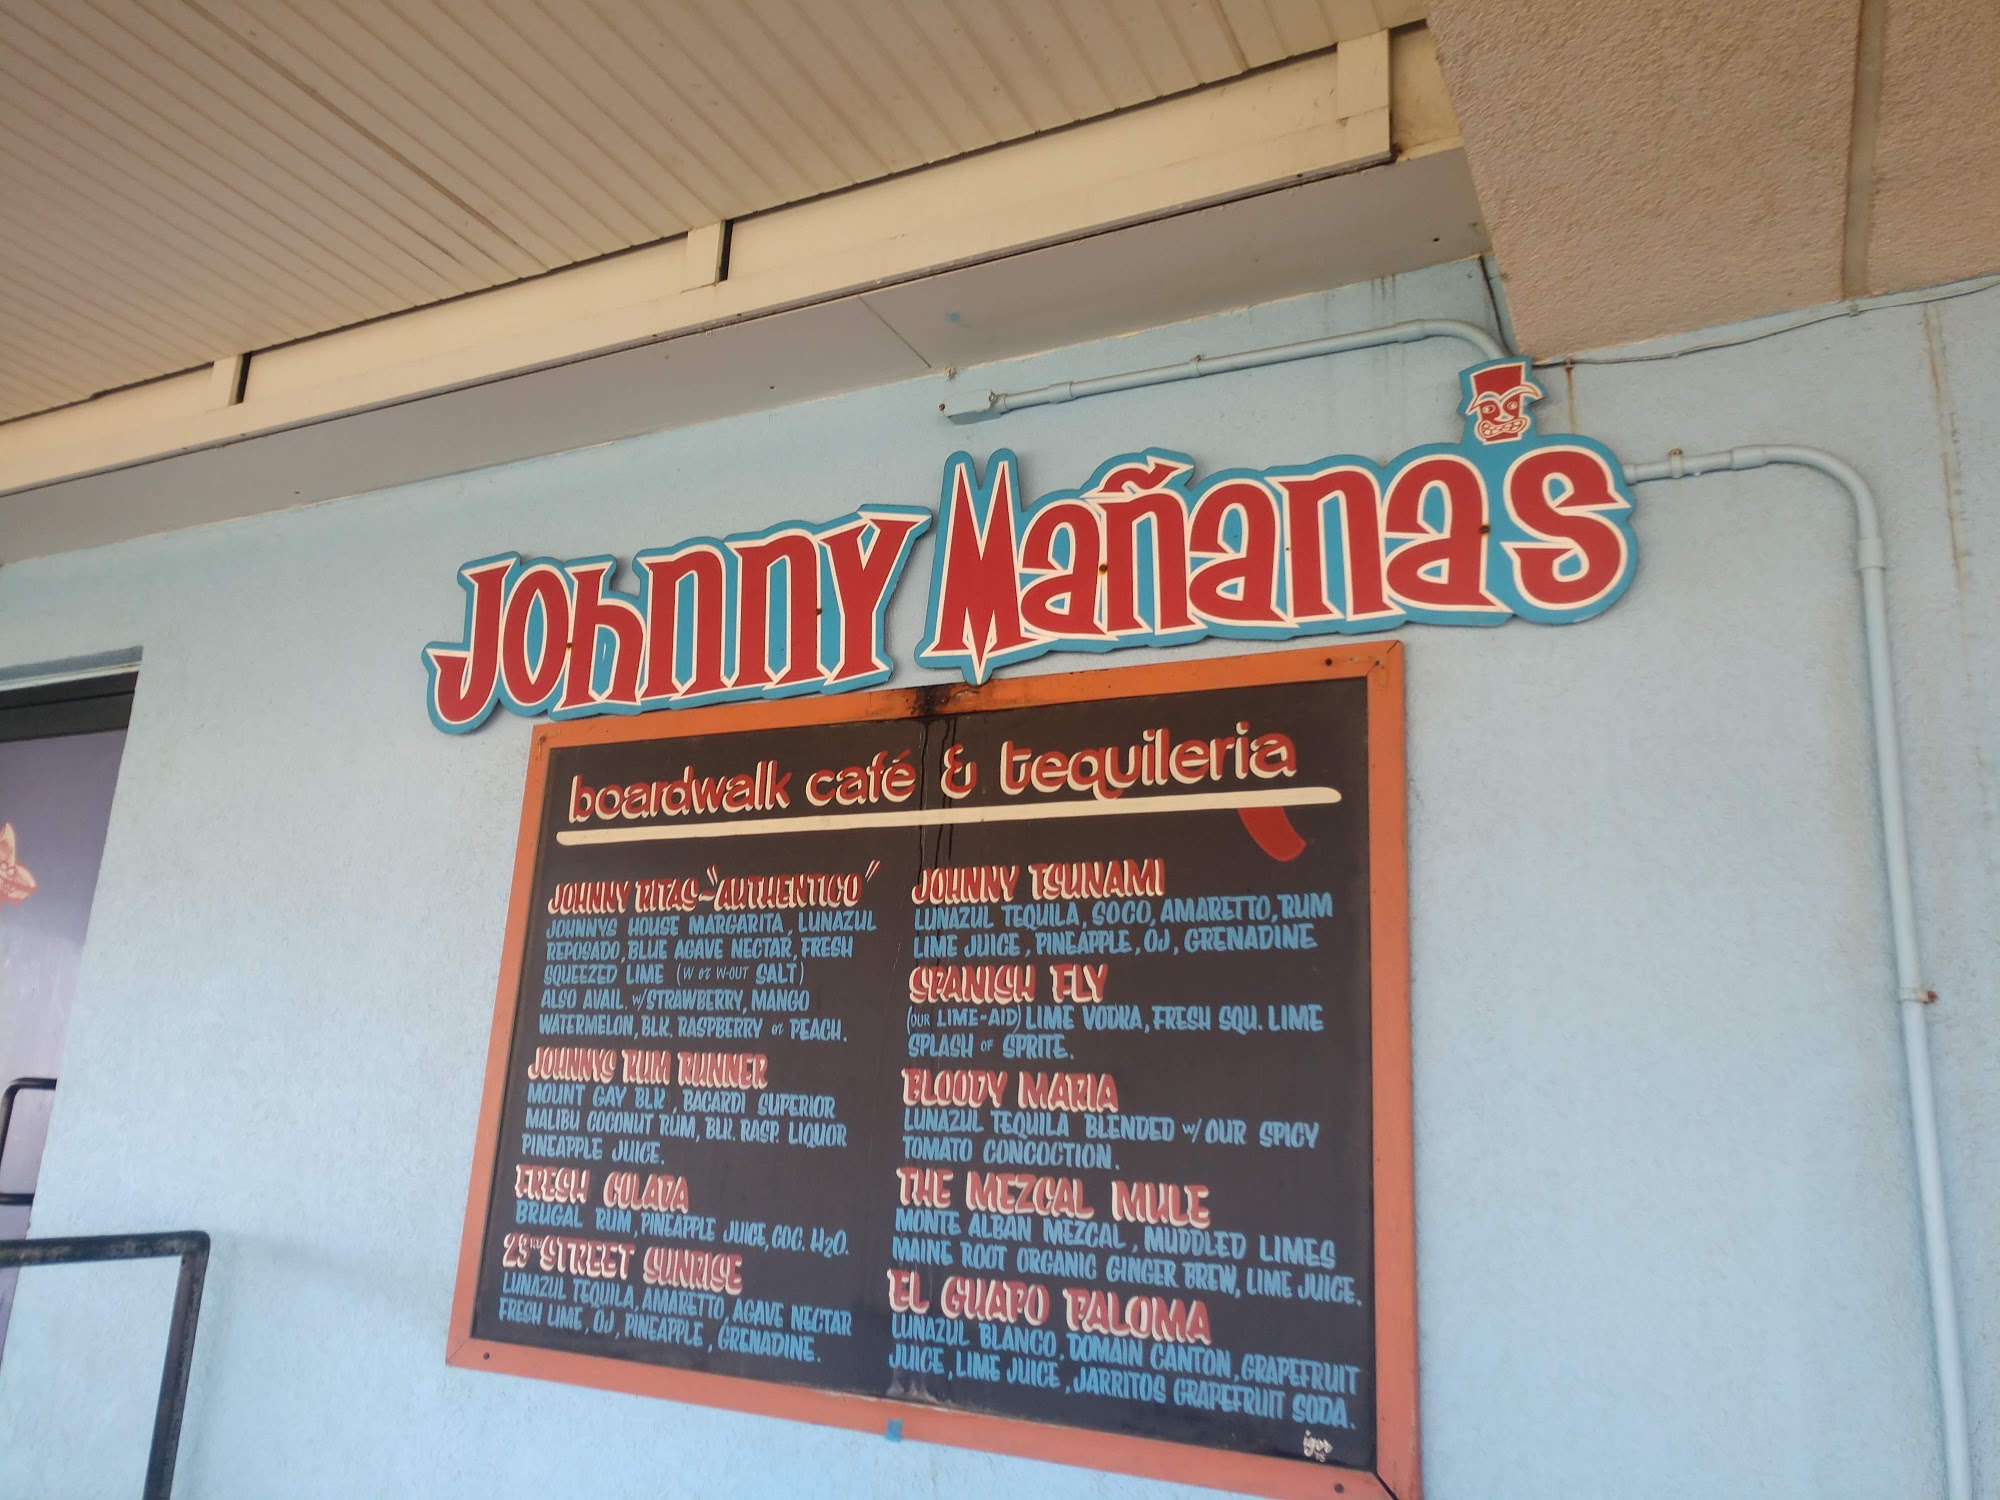 Johnny Mañana's
boardwalk café & tequileria
JOHNNY RITAS~"AUTHENTICO"
JOHNNYS HOUSE MARGARITA, LUNAZUL
REPOSADO, BLUE AGAVE NECTAR, FRESH
SQUEEZED LIME (W or W-OUT SALT)
ALSO AVAIL. w/STRAWBERRY, MANGO
WATERMELON, BLK. RASPBERRY or PEACH.
JOHNNYS RUM RUNNER
MOUNT GAY BLK, BACARDI SUPERIOR
MALIBU COCONUT RUM, BLK. RASP. LIQUOR
PINEAPPLE JUICE.
FRESH COLADA
BRUGAL RUM, PINEAPPLE JUICE, COC. H2O.
23RD STREET SUNRISE
LUNAZUL TEQUILA, AMARETTO, AGAVE NECTAR
FRESH LIME, OJ, PINEAPPLE, GRENADINE.
JOHNNY TSUNAMI
LUNAZUL TEQUILA, SOCO, AMARETTO, RUM
LIME JUICE, PINEAPPLE, OJ, GRENADINE
SPANISH FLY
(OUR LIME-AID) LIME VODKA, FRESH SQU. LIME
SPLASH OF SPRITE.
BLOODY MARIA
LUNAZUL TEQUILA BLENDED w/ OUR SPICY
TOMATO CONCOCTION.
THE MEZCAL MULE
MONTE ALBAN MEZCAL, MUDDLED LIMES
MAINE ROOT ORGANIC GINGER BREW, LIME JUICE.
EL GUAPO PALOMA
LUNAZUL BLANCO, DOMAIN CANTON, GRAPEFRUIT
JUICE, LIME JUICE, JARRITOS GRAPEFRUIT SODA.
igor
15